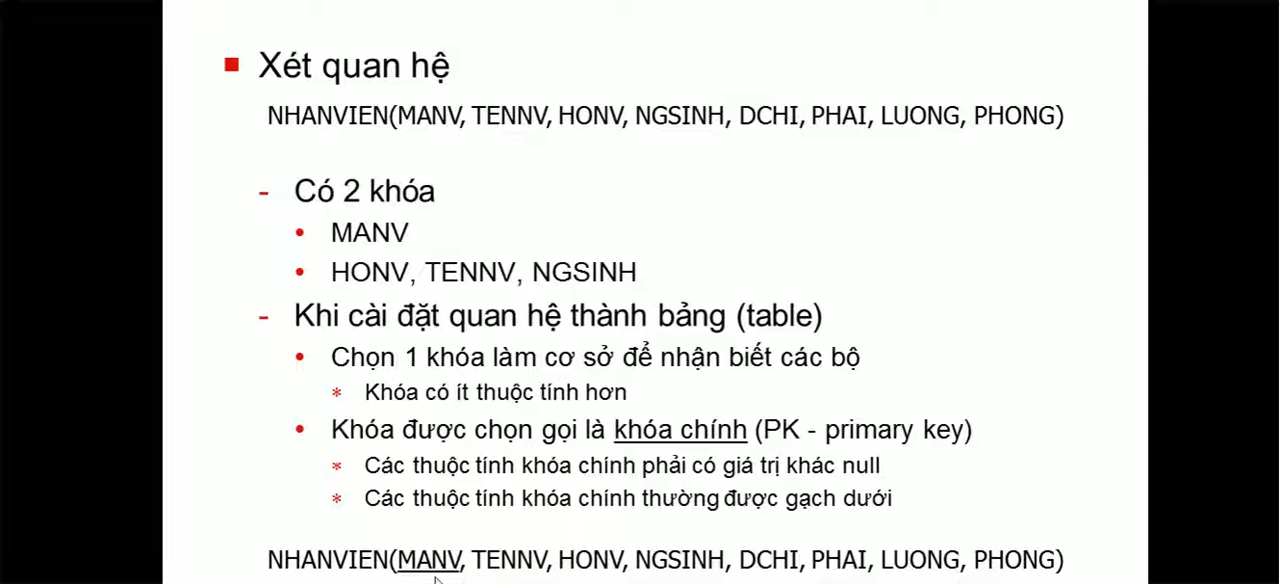 Xét quan hệ
NHANVIEN(MANV, TENNV, HONV, NGSINH, DCHI, PHAI, LUONG, PHONG)
- Có 2 khóa
• MANV
• HONV, TENNV, NGSINH
- Khi cài đặt quan hệ thành bảng (table)
• Chọn 1 khóa làm cơ sở để nhận biết các bộ
* Khóa có ít thuộc tính hơn
• Khóa được chọn gọi là khóa chính (PK - primary key)
* Các thuộc tính khóa chính phải có giá trị khác null
* Các thuộc tính khóa chính thường được gạch dưới
NHANVIEN(MANV, TENNV, HONV, NGSINH, DCHI, PHAI, LUONG, PHONG)